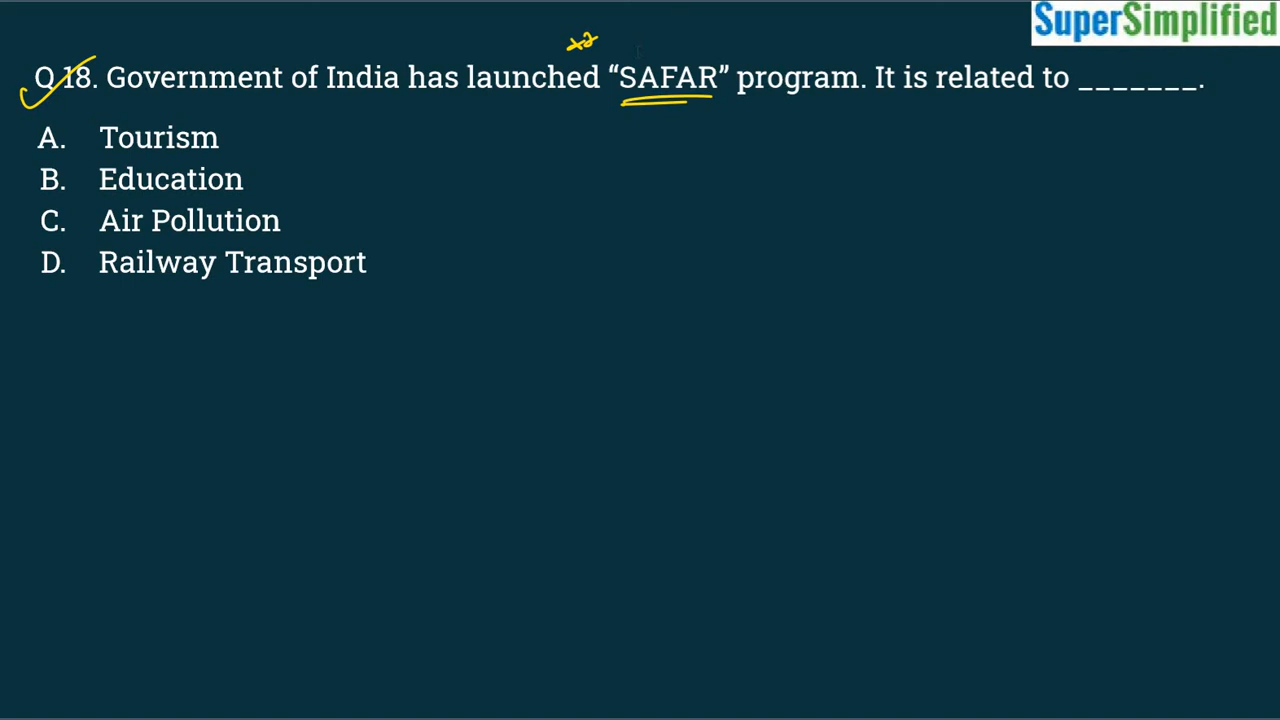 SuperSimplified
Q 18. Government of India has launched “SAFAR” program. It is related to _______.
A. Tourism
B. Education
C. Air Pollution
D. Railway Transport